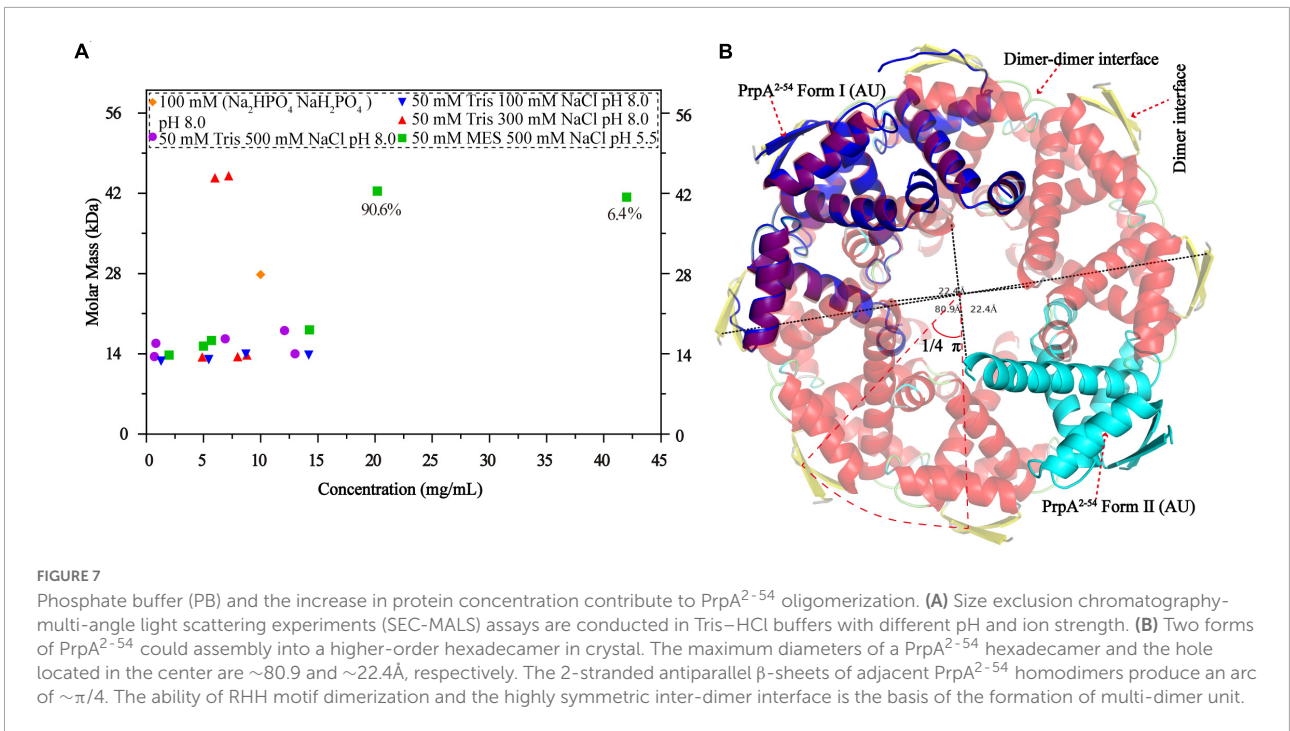 A
B
100 mM (Na₂HPO₄ NaH₂PO₄ )
pH 8.0
50 mM Tris 500 mM NaCl pH 8.0
50 mM Tris 100 mM NaCl pH 8.0
50 mM Tris 300 mM NaCl pH 8.0
50 mM MES 500 mM NaCl pH 5.5
Molar Mass (kDa)
56
42
28
14
0
56
42
28
14
0
90.6%
6.4%
0 5 10 15 20 25 30 35 40 45
Concentration (mg/mL)
Dimer-dimer interface
PrpA²⁻⁵⁴ Form I (AU)
Dimer interface
22.4Å
80.9Å 22.4Å
1/4 π
PrpA²⁻⁵⁴ Form II (AU)
FIGURE 7
Phosphate buffer (PB) and the increase in protein concentration contribute to PrpA²⁻⁵⁴ oligomerization. (A) Size exclusion chromatography-
multi-angle light scattering experiments (SEC-MALS) assays are conducted in Tris–HCl buffers with different pH and ion strength. (B) Two forms
of PrpA²⁻⁵⁴ could assembly into a higher-order hexadecamer in crystal. The maximum diameters of a PrpA²⁻⁵⁴ hexadecamer and the hole
located in the center are ~80.9 and ~22.4Å, respectively. The 2-stranded antiparallel β-sheets of adjacent PrpA²⁻⁵⁴ homodimers produce an arc
of ~π/4. The ability of RHH motif dimerization and the highly symmetric inter-dimer interface is the basis of the formation of multi-dimer unit.